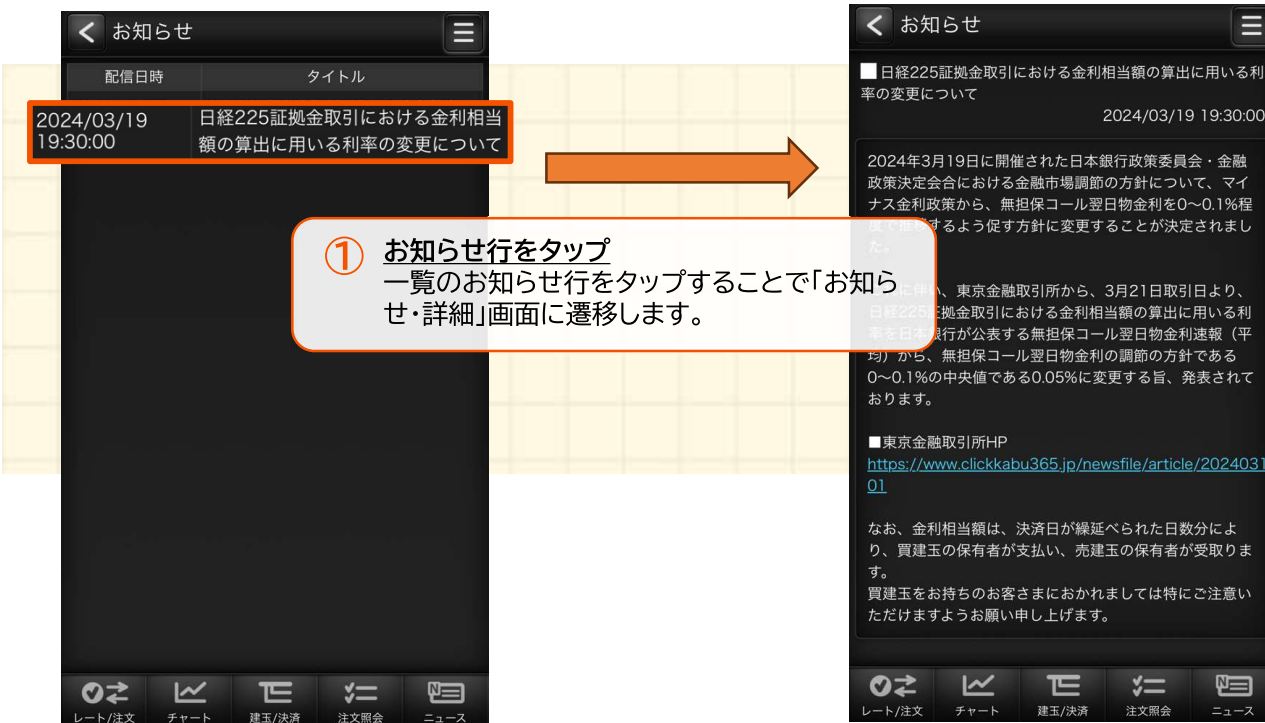 お知らせ
配信日時 タイトル
2024/03/19
19:30:00
日経225証拠金取引における金利相当
額の算出に用いる利率の変更について
① お知らせ行をタップ
一覧のお知らせ行をタップすることで「お知ら
せ・詳細」画面に遷移します。
レート/注文 チャート 建玉/決済 注文照会 ニュース
お知らせ
日経225証拠金取引における金利相当額の算出に用いる利
率の変更について
2024/03/19 19:30:00
2024年3月19日に開催された日本銀行政策委員会・金融
政策決定会合における金融市場調節の方針について、マイ
ナス金利政策から、無担保コール翌日物金利を0～0.1%程
度で推移するよう促す方針に変更することが決定されまし
た。
に伴い、東京金融取引所から、3月21日取引日より、
日経225証拠金取引における金利相当額の算出に用いる利
率を日本銀行が公表する無担保コール翌日物金利速報（平
均）から、無担保コール翌日物金利の調節の方針である
0～0.1%の中央値である0.05%に変更する旨、発表されて
おります。
■東京金融取引所HP
https://www.clickkabu365.jp/newsfile/article/2024031
01
なお、金利相当額は、決済日が繰延べられた日数分によ
り、買建玉の保有者が支払い、売建玉の保有者が受取りま
す。
買建玉をお持ちのお客さまにおかれましては特にご注意い
ただけますようお願い申し上げます。
レート/注文 チャート 建玉/決済 注文照会 ニュース